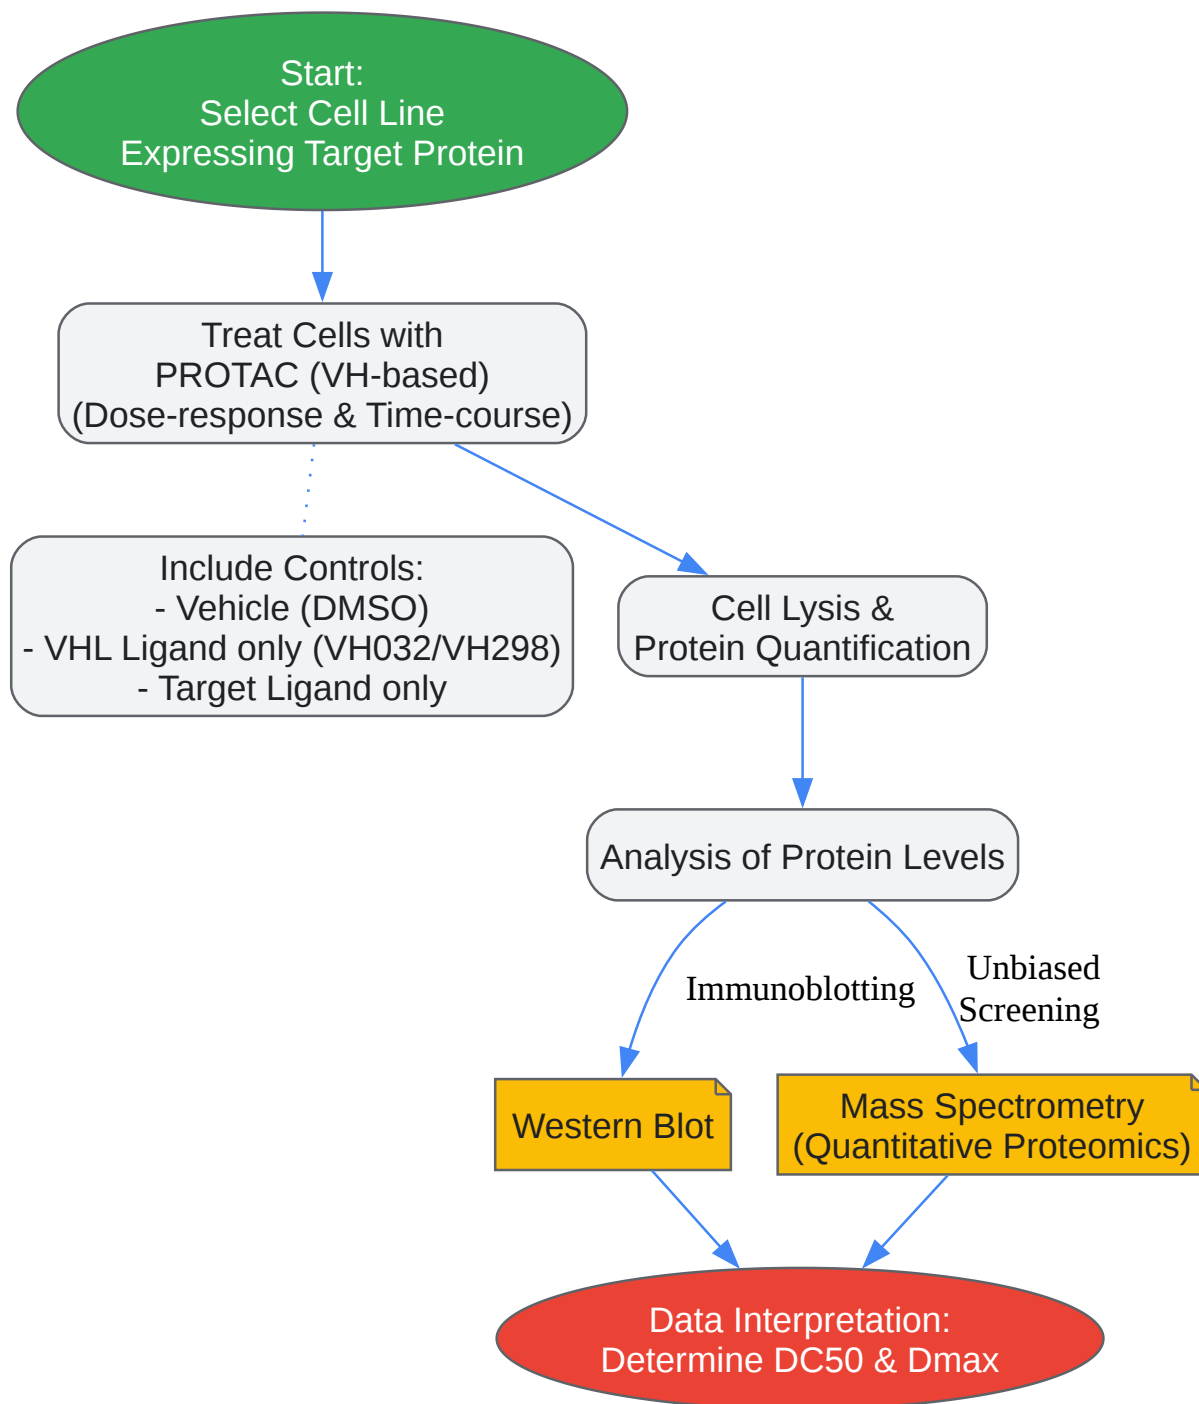 Start:
Select Cell Line
Expressing Target Protein
Treat Cells with
PROTAC (VH-based)
(Dose-response & Time-course)
Include Controls:
- Vehicle (DMSO)
- VHL Ligand only (VH032/VH298)
- Target Ligand only
Cell Lysis &
Protein Quantification
Analysis of Protein Levels
Immunoblotting
Unbiased
Screening
Western Blot
Mass Spectrometry
(Quantitative Proteomics)
Data Interpretation:
Determine DC50 & Dmax